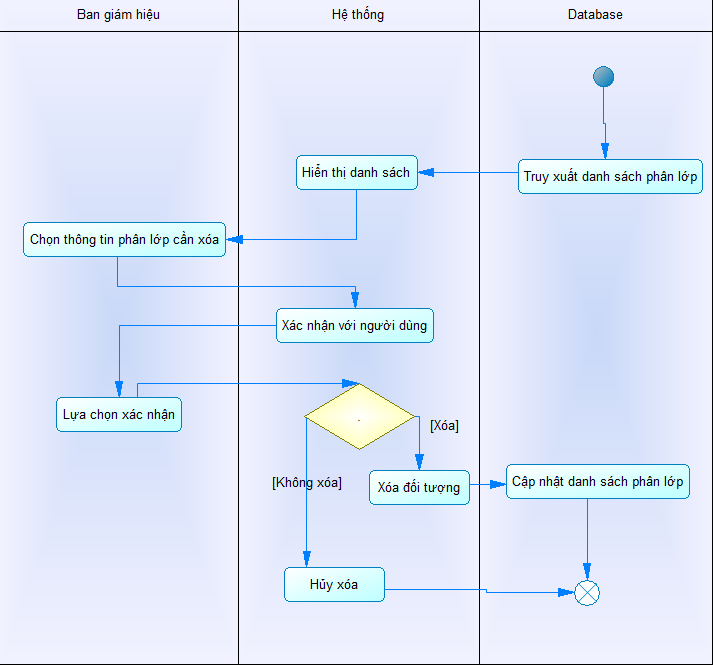 Ban giám hiệu
Hệ thống
Database
Truy xuất danh sách phân lớp
Hiển thị danh sách
Chọn thông tin phân lớp cần xóa
Xác nhận với người dùng
Lựa chọn xác nhận
.
[Xóa]
[Không xóa]
Xóa đối tượng
Cập nhật danh sách phân lớp
Hủy xóa